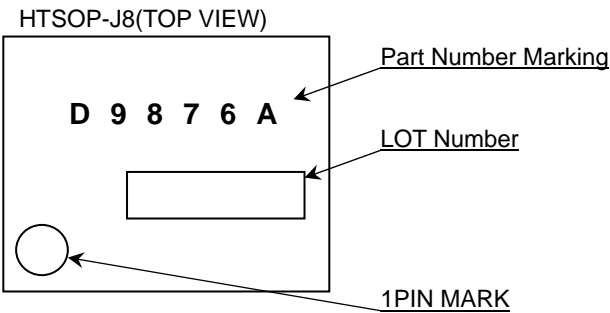 HTSOP-J8(TOP VIEW)
Part Number Marking
D 9 8 7 6 A
LOT Number
1PIN MARK